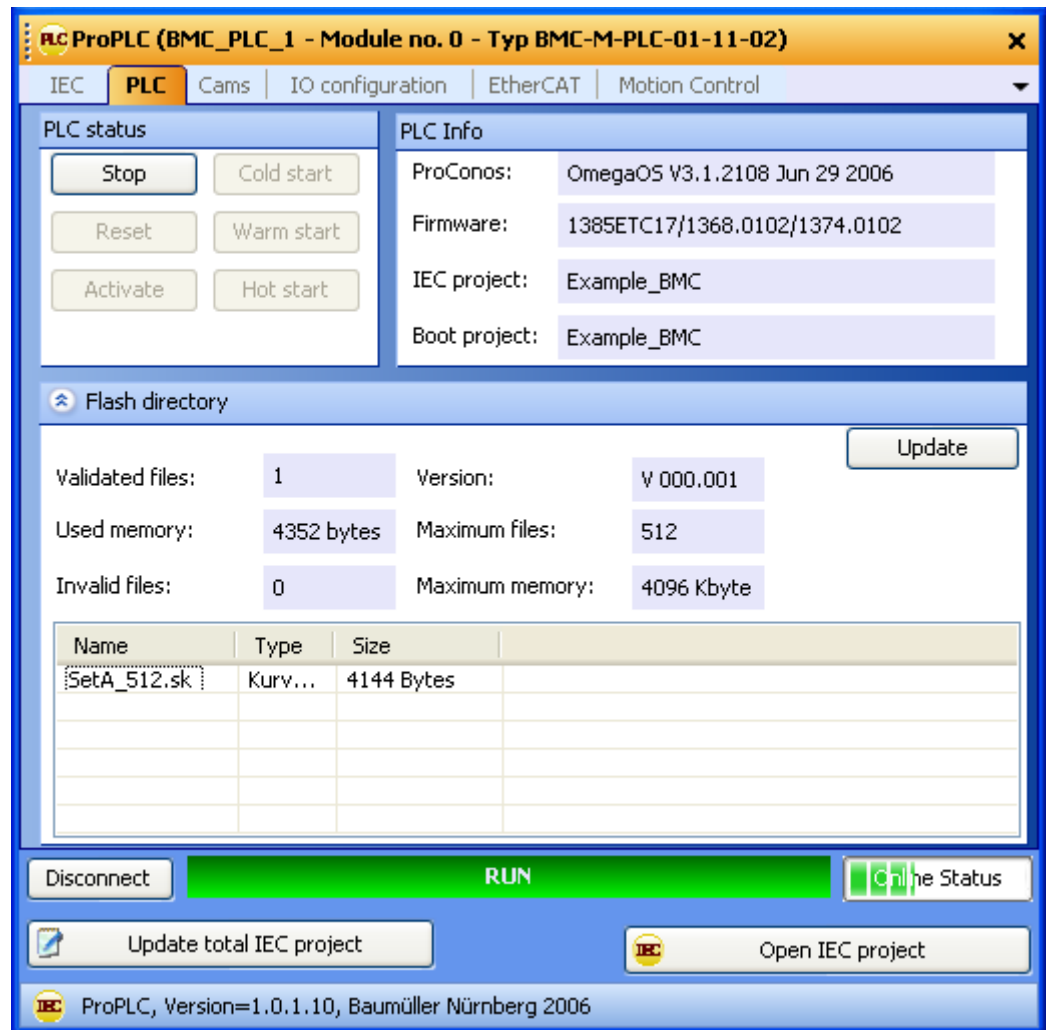 PLC ProPLC (BMC_PLC_1 - Module no. 0 - Typ BMC-M-PLC-01-11-02)
IEC PLC Cams IO configuration EtherCAT Motion Control
PLC status
Stop Cold start
Reset Warm start
Activate Hot start
PLC Info
ProConos: OmegaOS V3.1.2108 Jun 29 2006
Firmware: 1385ETC17/1368.0102/1374.0102
IEC project: Example_BMC
Boot project: Example_BMC
Flash directory
Update
Validated files: 1 Version: V 000.001
Used memory: 4352 bytes Maximum files: 512
Invalid files: 0 Maximum memory: 4096 Kbyte
Name Type Size
SetA_512.sk Kurv... 4144 Bytes
Disconnect RUN Online Status
Update total IEC project IEC Open IEC project
IEC ProPLC, Version=1.0.1.10, Baumüller Nürnberg 2006